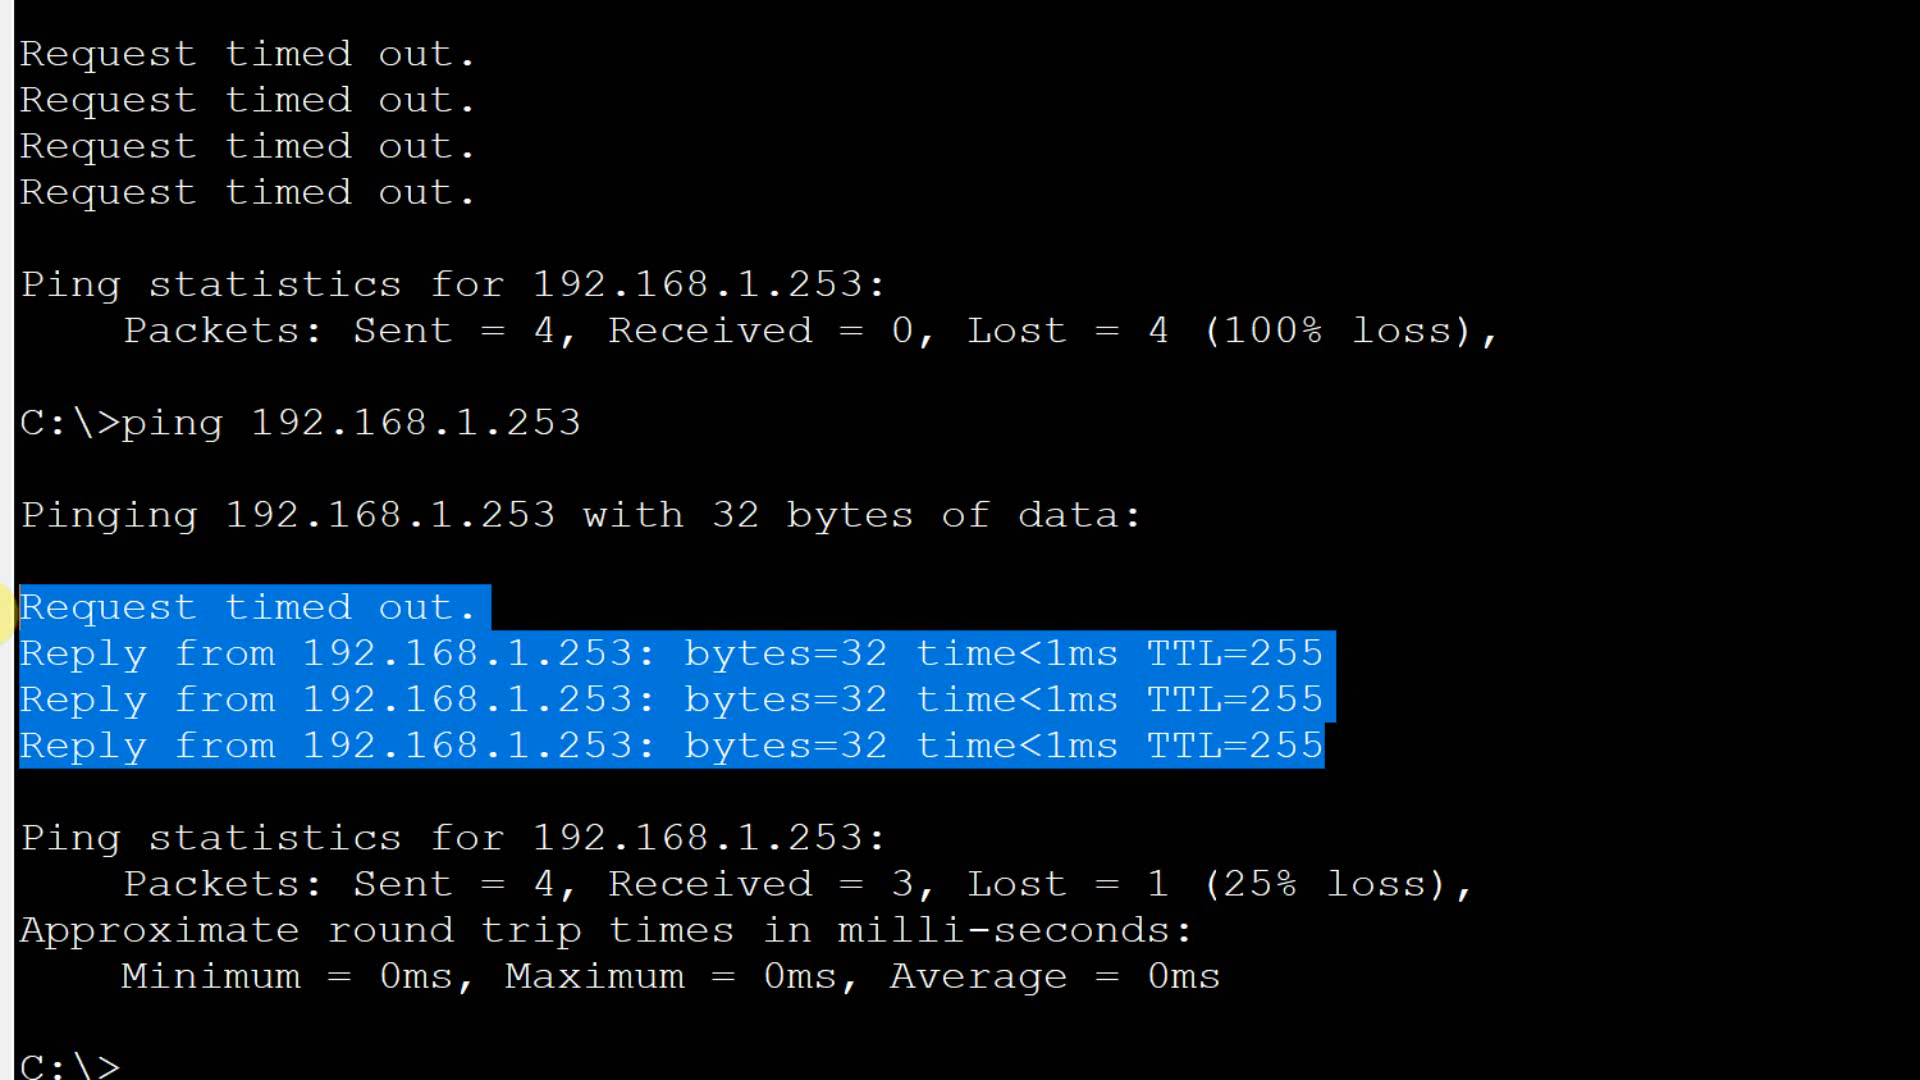 Request timed out.
Request timed out.
Request timed out.
Request timed out.
Ping statistics for 192.168.1.253:
Packets: Sent = 4, Received = 0, Lost = 4 (100% loss),
C:\>ping 192.168.1.253
Pinging 192.168.1.253 with 32 bytes of data:
Request timed out.
Reply from 192.168.1.253: bytes=32 time<1ms TTL=255
Reply from 192.168.1.253: bytes=32 time<1ms TTL=255
Reply from 192.168.1.253: bytes=32 time<1ms TTL=255
Ping statistics for 192.168.1.253:
Packets: Sent = 4, Received = 3, Lost = 1 (25% loss),
Approximate round trip times in milli-seconds:
Minimum = 0ms, Maximum = 0ms, Average = 0ms
C:\>